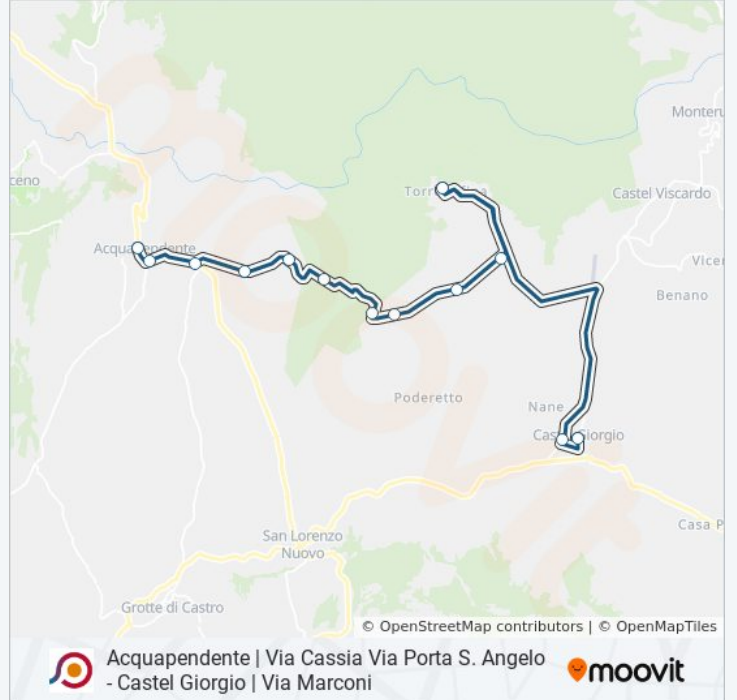 Monteru
ceno
Torre Alfina
Castel Viscardo
Acquapendente
Vicen
Benano
Poderetto
Nane
Castel Giorgio
Casa P
San Lorenzo
Nuovo
Grotte di Castro
© OpenStreetMap contributors | © OpenMapTiles
Acquapendente | Via Cassia Via Porta S. Angelo
- Castel Giorgio | Via Marconi
moovit